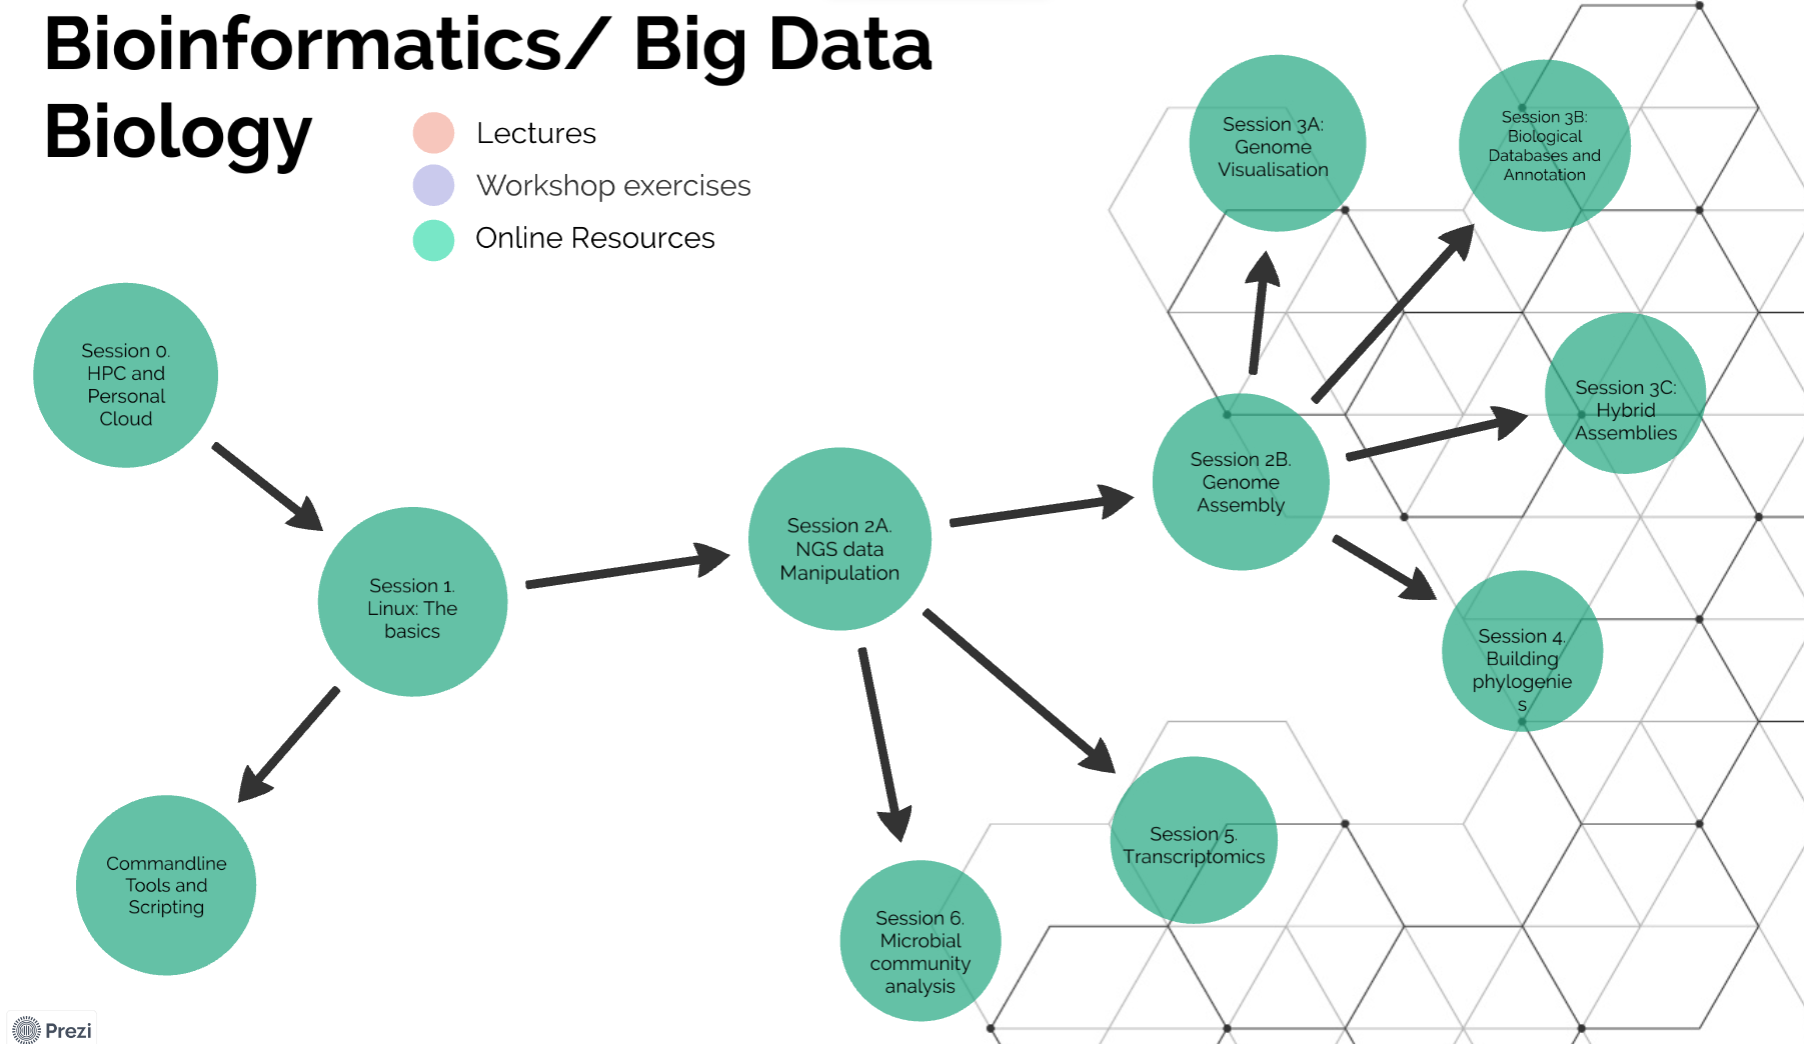 Bioinformatics/ Big Data
Biology
Lectures
Workshop exercises
Online Resources
Session 0.
HPC and
Personal
Cloud
Session 1.
Linux: The
basics
Commandline
Tools and
Scripting
Session 2A.
NGS data
Manipulation
Session 2B.
Genome
Assembly
Session 3A:
Genome
Visualisation
Session 3B:
Biological
Databases and
Annotation
Session 3C:
Hybrid
Assemblies
Session 4.
Building
phylogenie
s
Session 5.
Transcriptomics
Session 6.
Microbial
community
analysis
Prezi